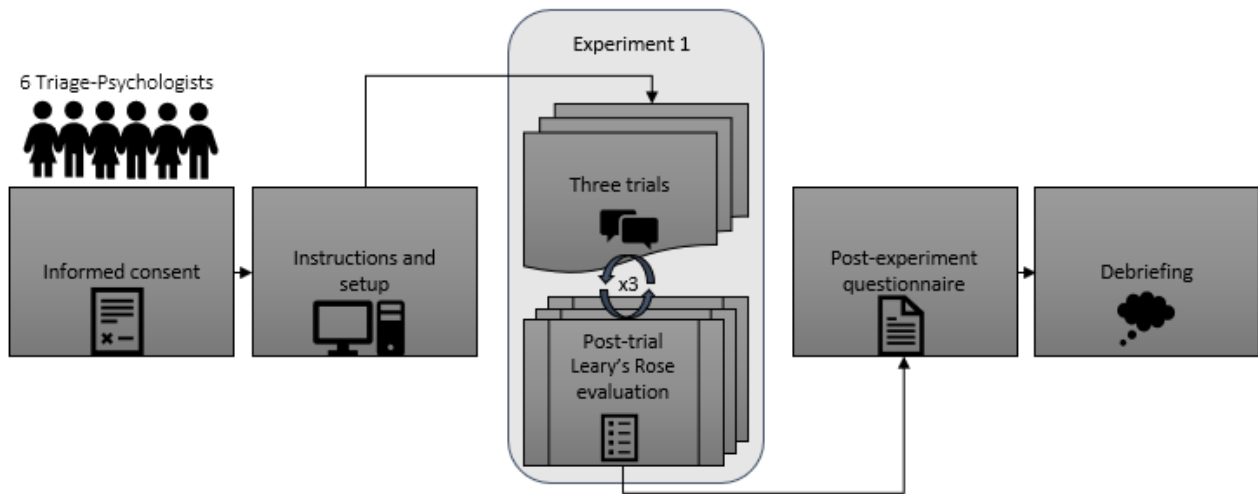 6 Triage-Psychologists
Informed consent
Instructions and
setup
Experiment 1
Three trials
x3
Post-trial
Leary's Rose
evaluation
Post-experiment
questionnaire
Debriefing